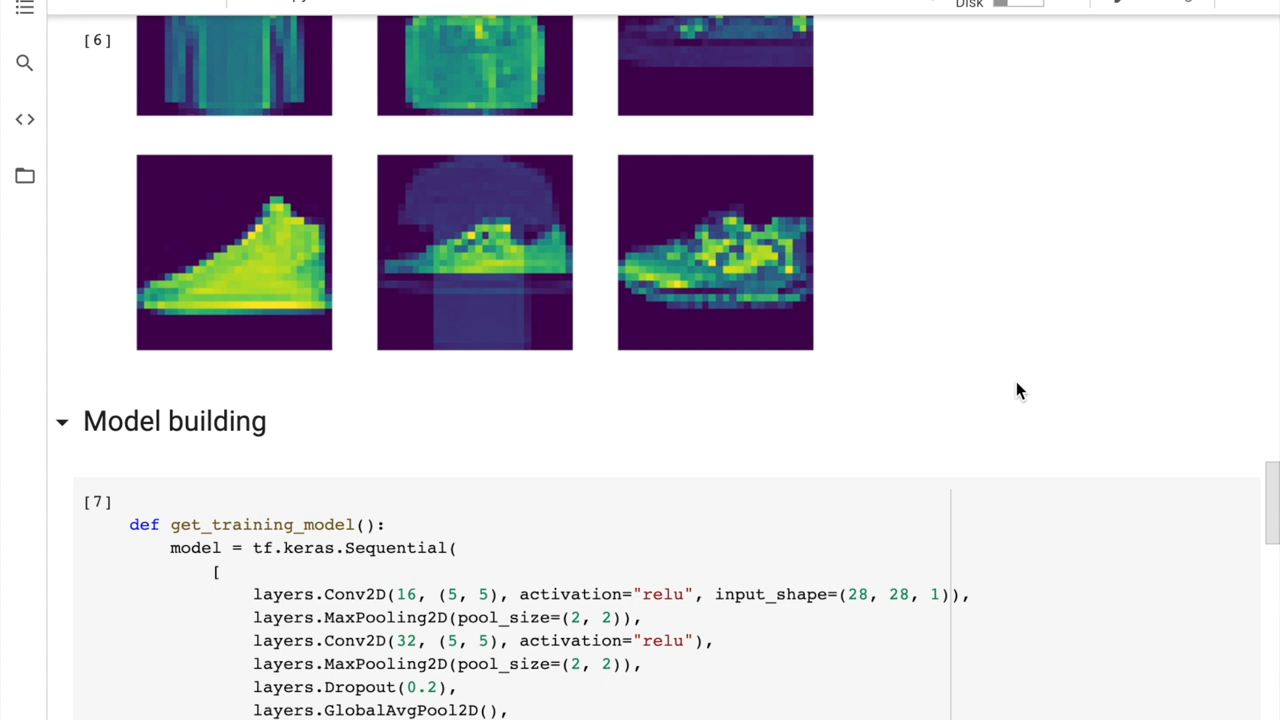 Disk
[6]
Model building
[7]
def get_training_model():
model = tf.keras.Sequential(
[
layers.Conv2D(16, (5, 5), activation="relu", input_shape=(28, 28, 1)),
layers.MaxPooling2D(pool_size=(2, 2)),
layers.Conv2D(32, (5, 5), activation="relu"),
layers.MaxPooling2D(pool_size=(2, 2)),
layers.Dropout(0.2),
layers.GlobalAvgPool2D(),